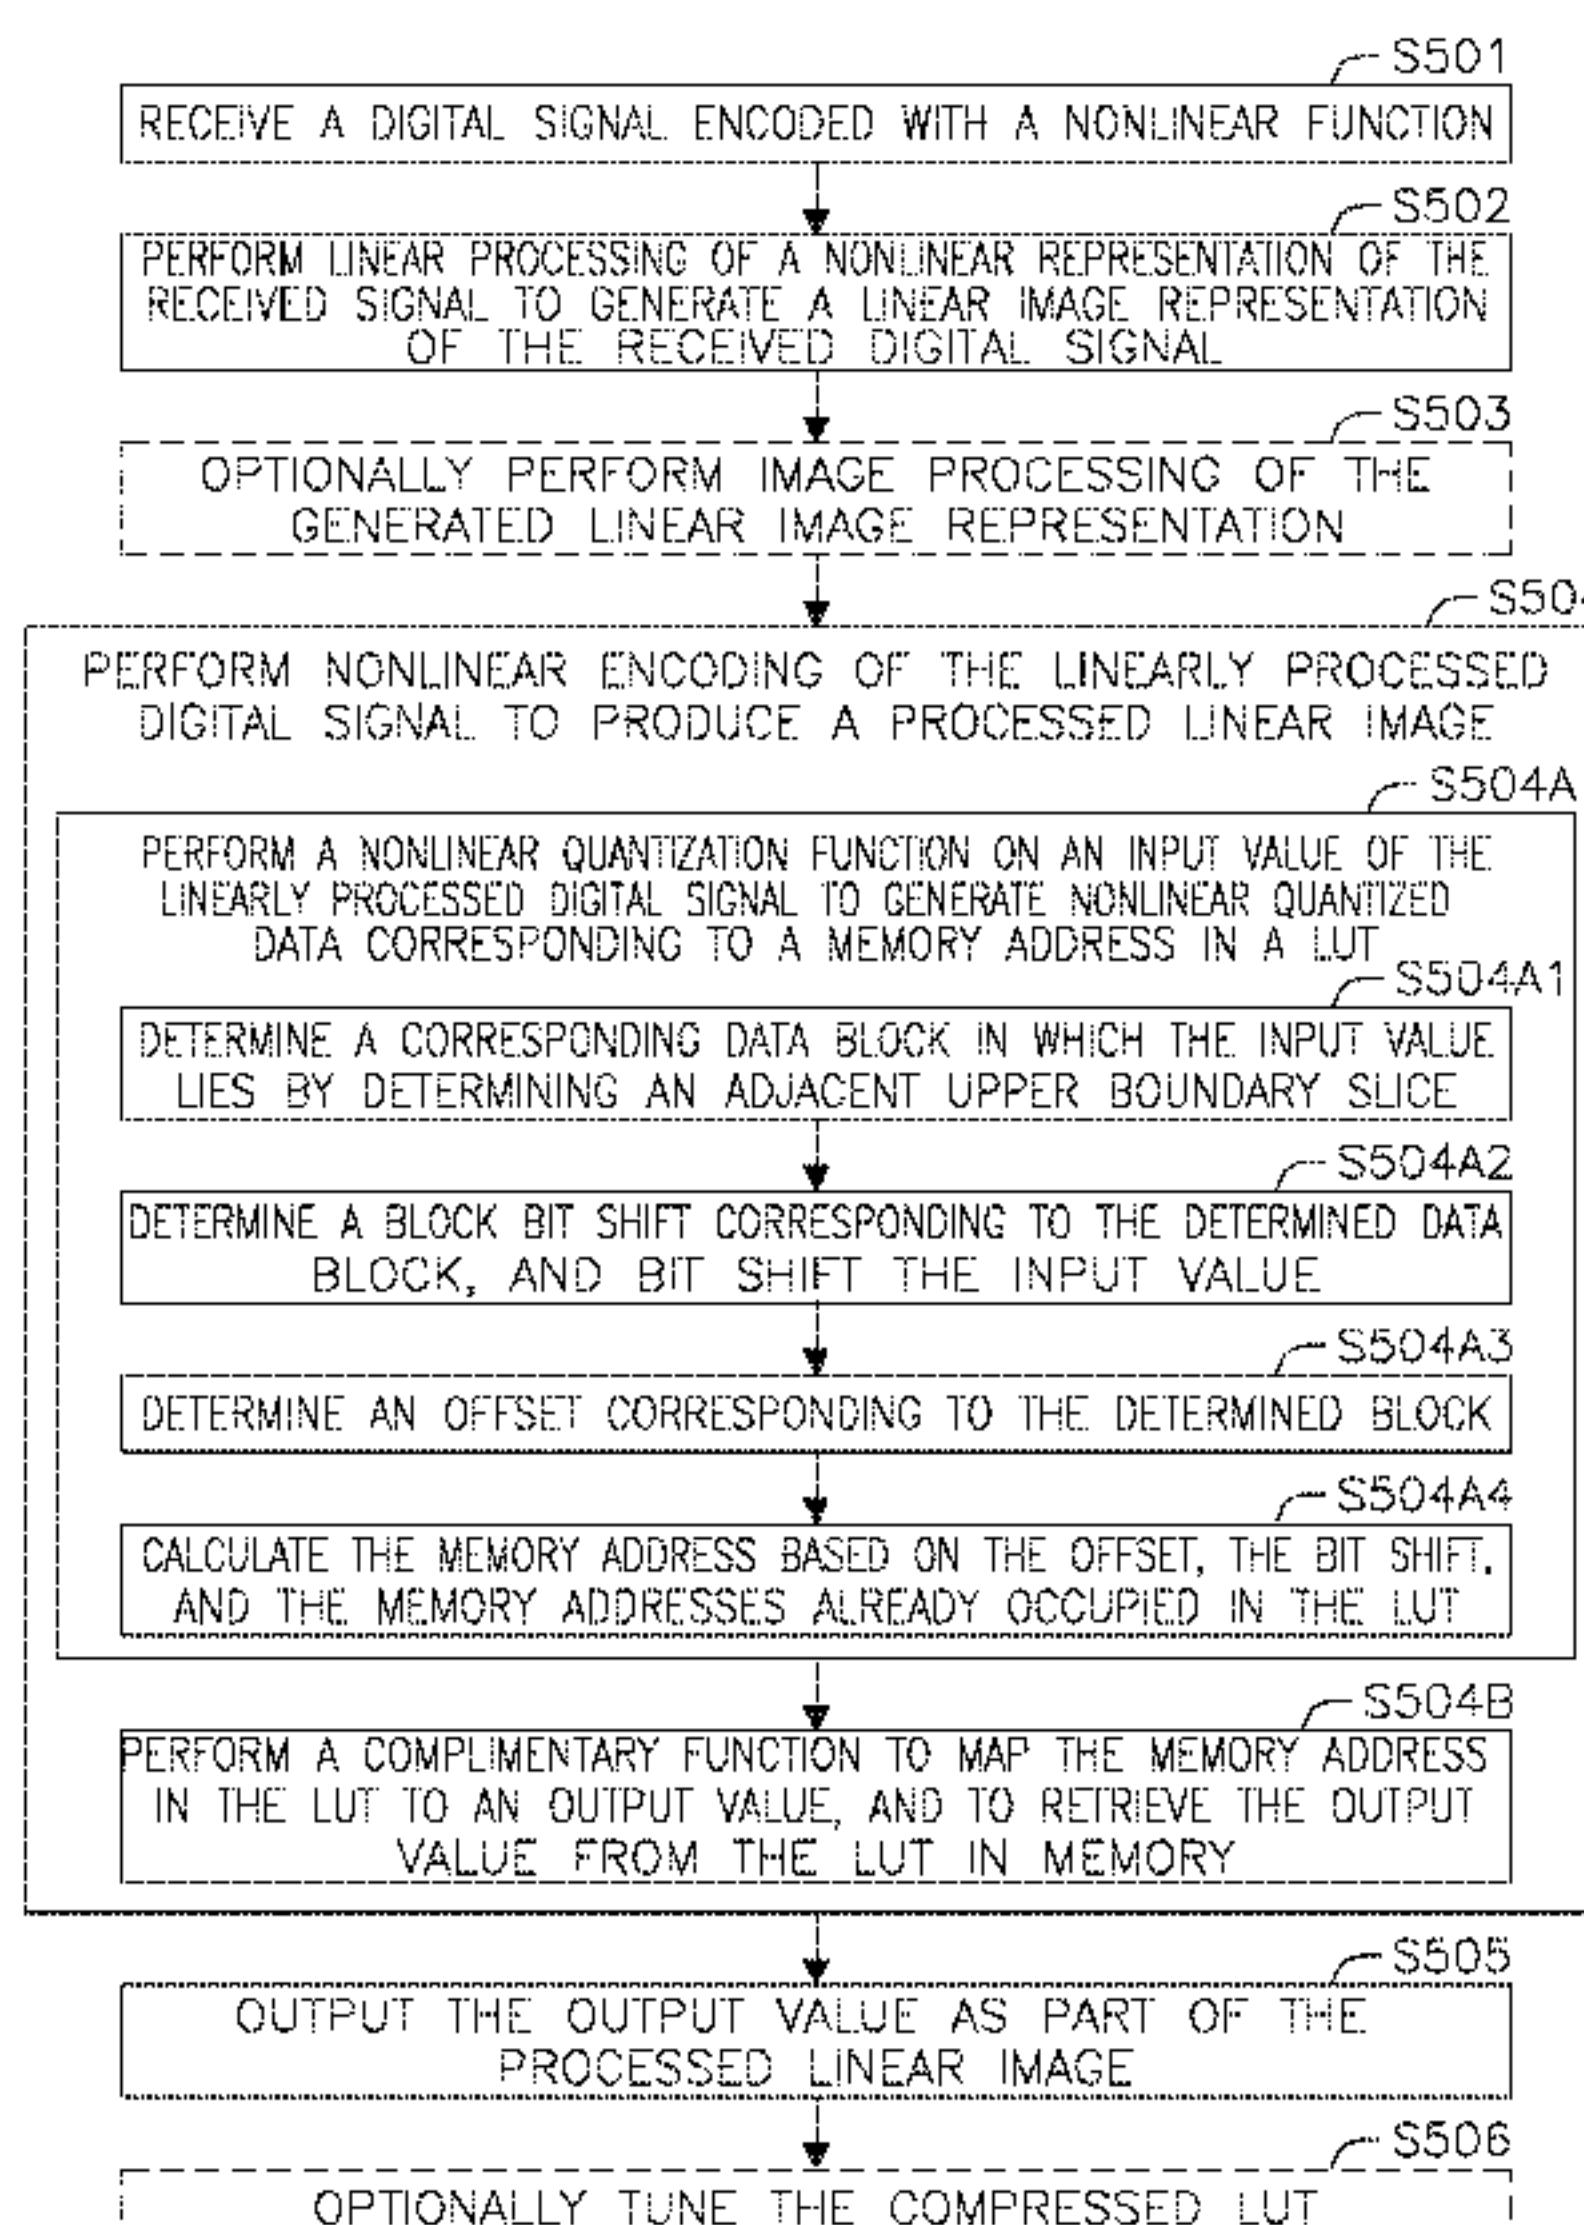 S501
RECEIVE A DIGITAL SIGNAL ENCODED WITH A NONLINEAR FUNCTION
S502
PERFORM LINEAR PROCESSING OF A NONLINEAR REPRESENTATION OF THE
RECEIVED SIGNAL TO GENERATE A LINEAR IMAGE REPRESENTATION
OF THE RECEIVED DIGITAL SIGNAL
S503
OPTIONALLY PERFORM IMAGE PROCESSING OF THE
GENERATED LINEAR IMAGE REPRESENTATION
S504
PERFORM NONLINEAR ENCODING OF THE LINEARLY PROCESSED
DIGITAL SIGNAL TO PRODUCE A PROCESSED LINEAR IMAGE
S504A
PERFORM A NONLINEAR QUANTIZATION FUNCTION ON AN INPUT VALUE OF THE
LINEARLY PROCESSED DIGITAL SIGNAL TO GENERATE NONLINEAR QUANTIZED
DATA CORRESPONDING TO A MEMORY ADDRESS IN A LUT
S504A1
DETERMINE A CORRESPONDING DATA BLOCK IN WHICH THE INPUT VALUE
LIES BY DETERMINING AN ADJACENT UPPER BOUNDARY SLICE
S504A2
DETERMINE A BLOCK BIT SHIFT CORRESPONDING TO THE DETERMINED DATA
BLOCK, AND BIT SHIFT THE INPUT VALUE
S504A3
DETERMINE AN OFFSET CORRESPONDING TO THE DETERMINED BLOCK
S504A4
CALCULATE THE MEMORY ADDRESS BASED ON THE OFFSET, THE BIT SHIFT,
AND THE MEMORY ADDRESSES ALREADY OCCUPIED IN THE LUT
S504B
PERFORM A COMPLIMENTARY FUNCTION TO MAP THE MEMORY ADDRESS
IN THE LUT TO AN OUTPUT VALUE, AND TO RETRIEVE THE OUTPUT
VALUE FROM THE LUT IN MEMORY
S505
OUTPUT THE OUTPUT VALUE AS PART OF THE
PROCESSED LINEAR IMAGE
S506
OPTIONALLY TUNE THE COMPRESSED LUT